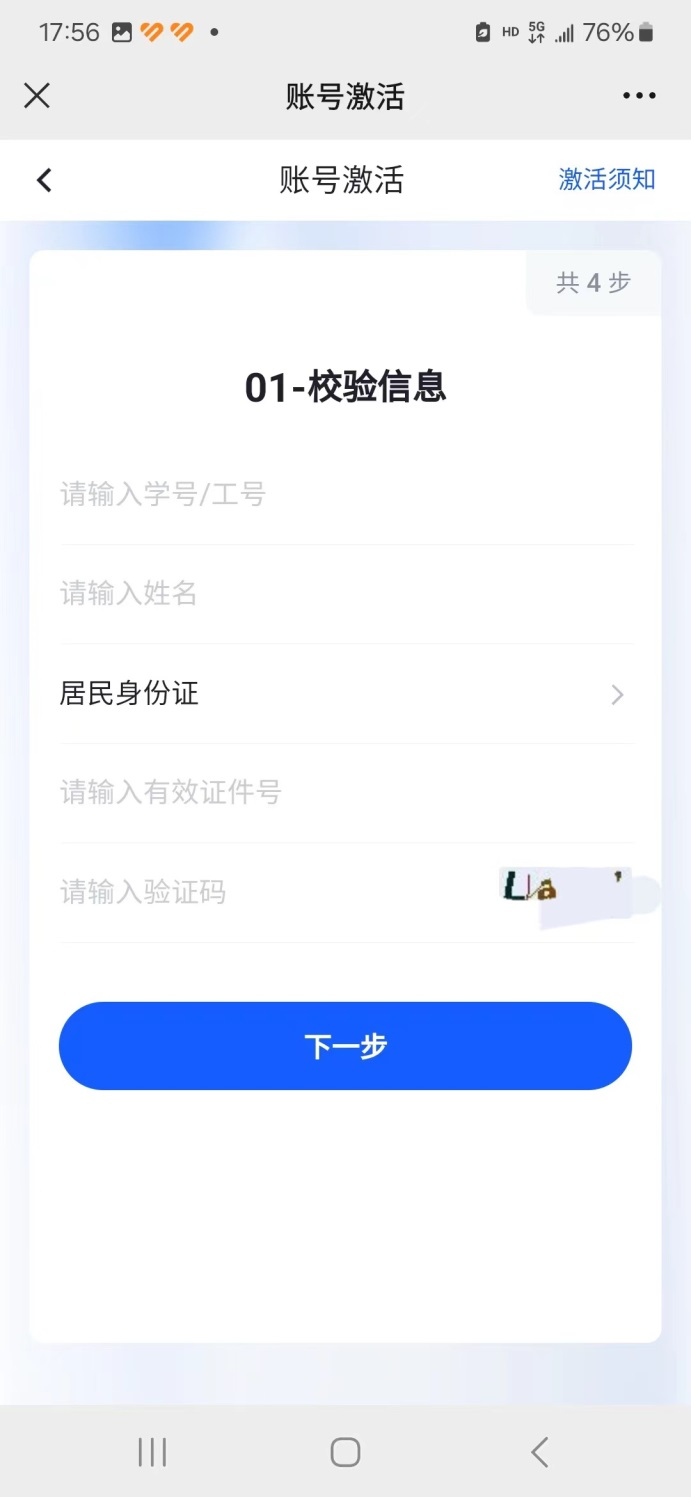 17:56 HD 5G 76%
账号激活
账号激活 激活须知
共 4 步
01-校验信息
请输入学号/工号
请输入姓名
居民身份证
请输入有效证件号
请输入验证码
下一步